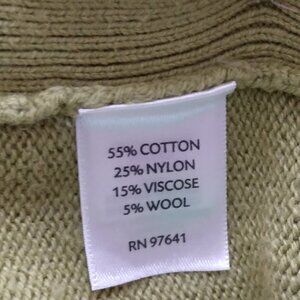 55% COTTON
25% NYLON
15% VISCOSE
5% WOOL
RN 97641